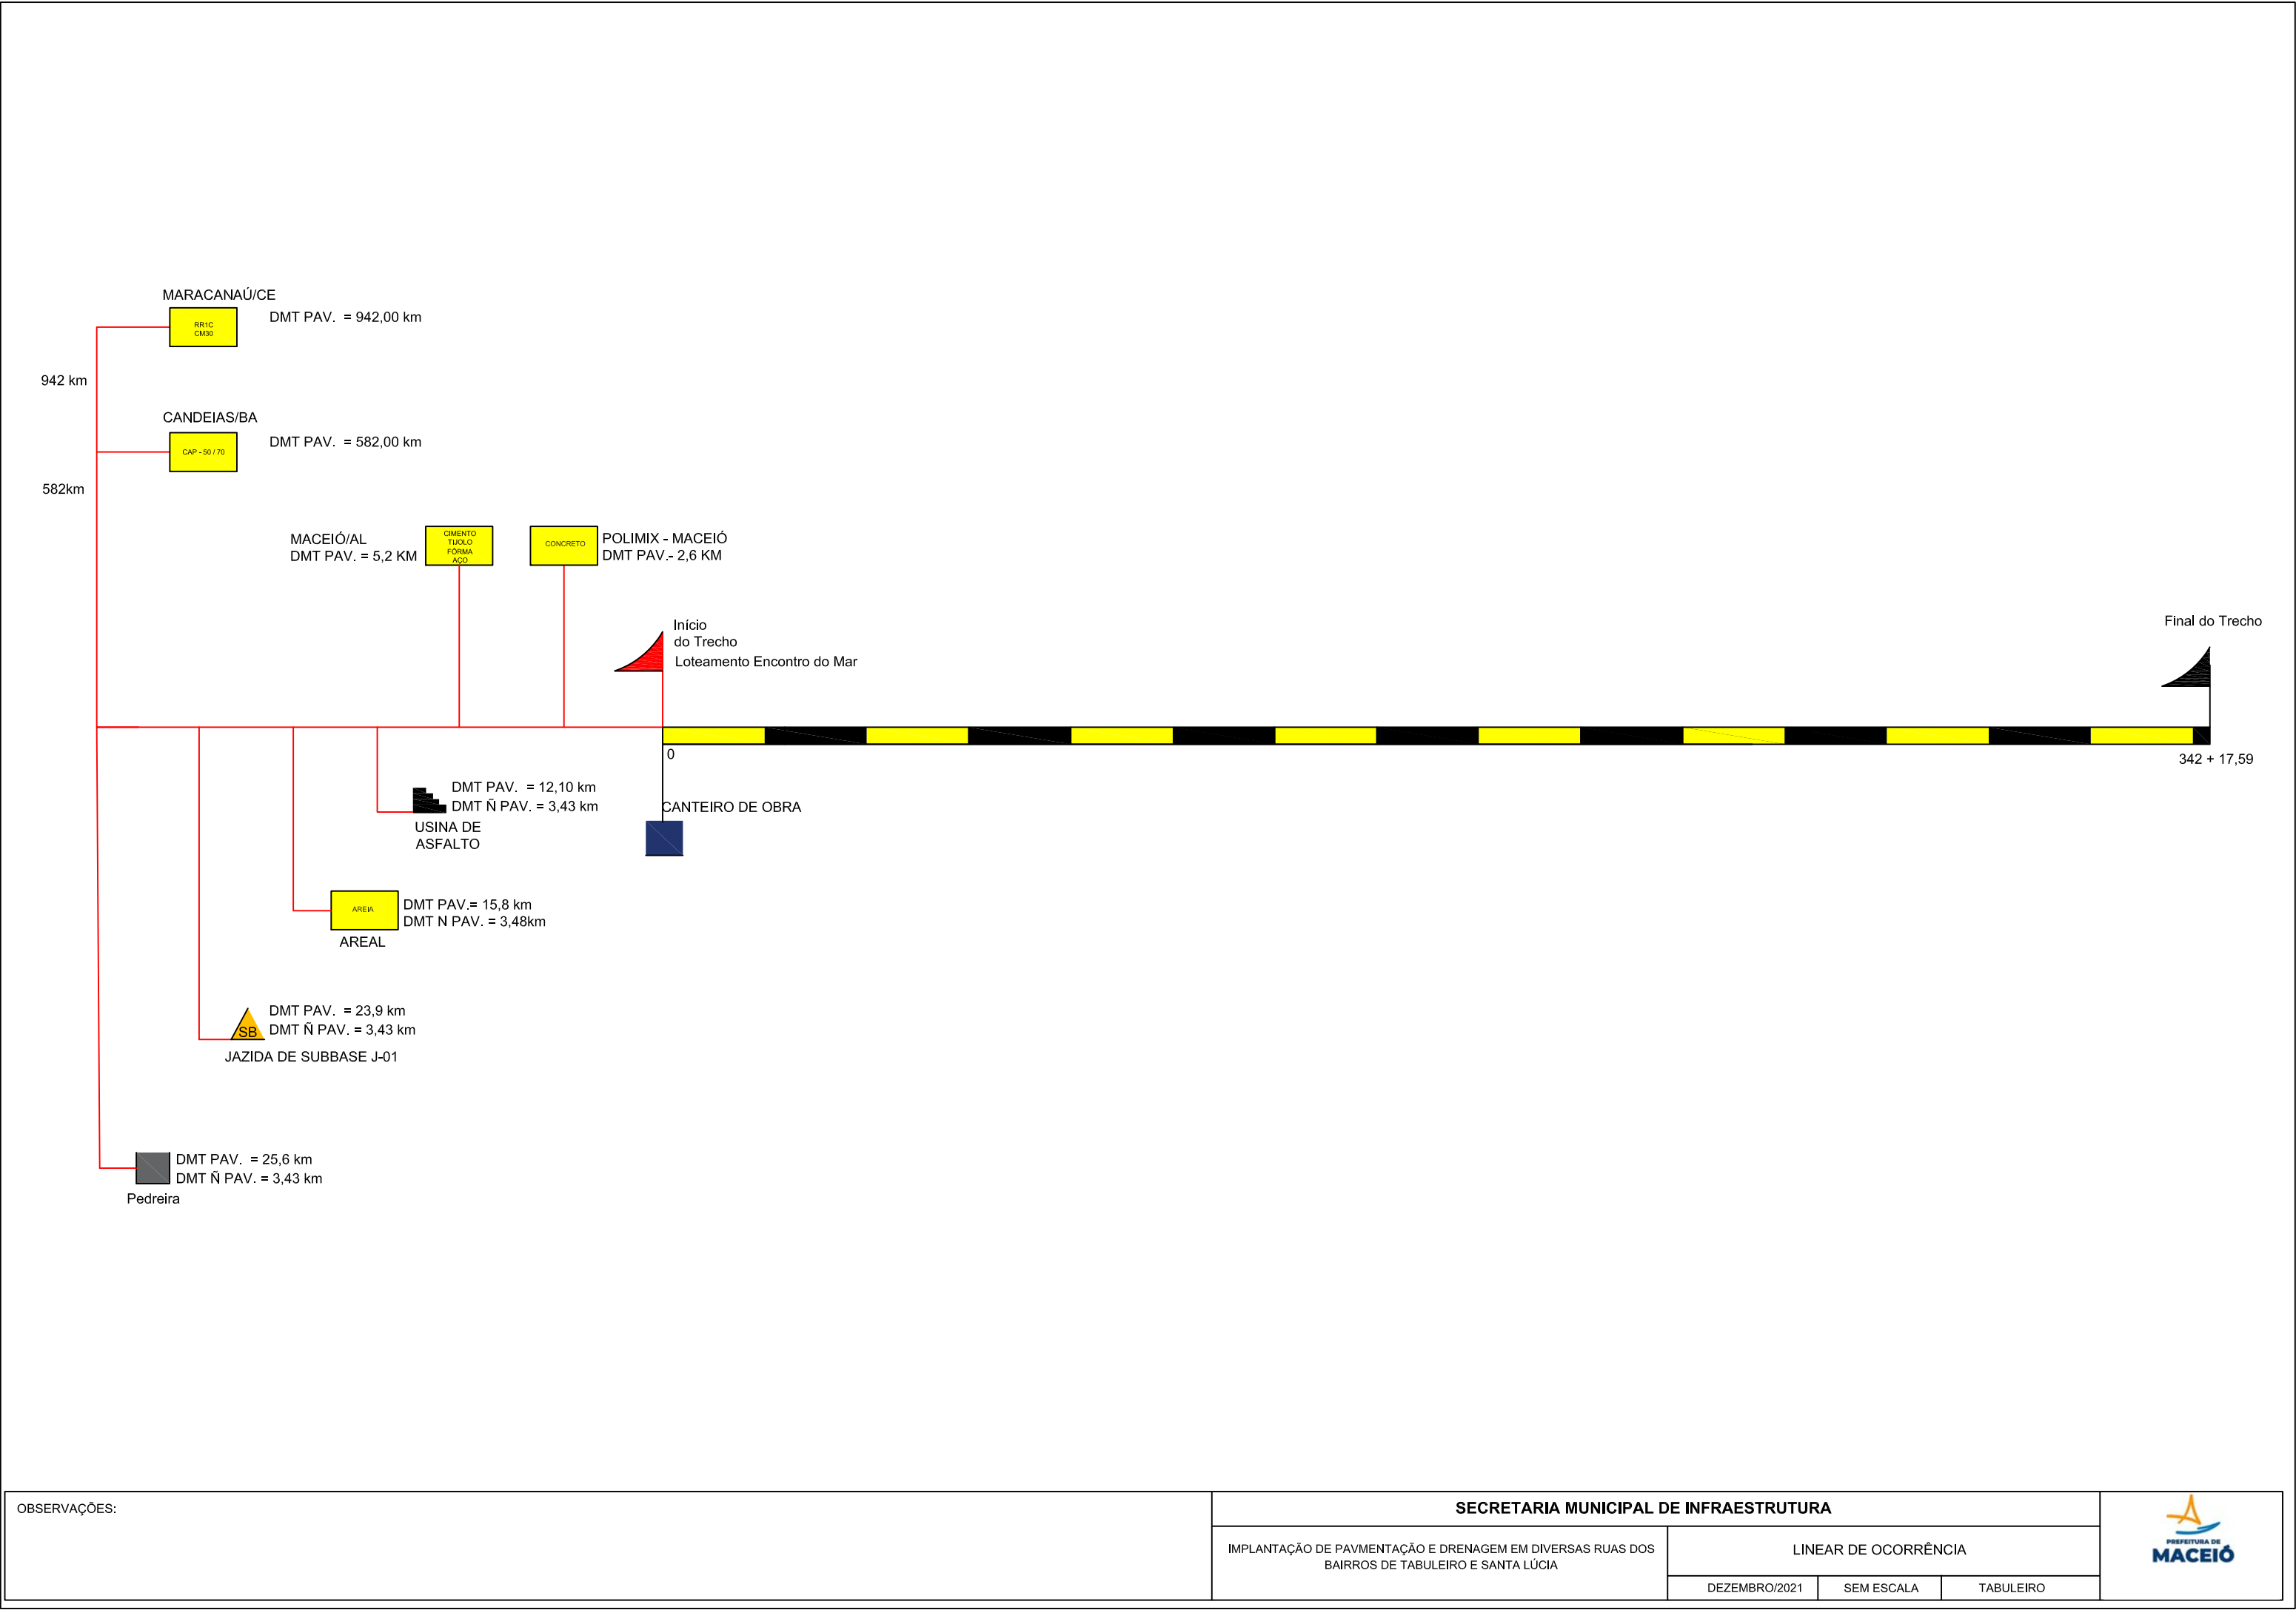 MARACANAÚ/CE
RR1C
CM30
DMT PAV.  = 942,00 km
942 km
CANDEIAS/BA
CAP - 50 / 70
DMT PAV.  = 582,00 km
582km
MACEIÓ/AL
DMT PAV. = 5,2 KM
CIMENTO
TIJOLO
FÔRMA
AÇO
CONCRETO
POLIMIX - MACEIÓ
DMT PAV.- 2,6 KM
Início
do Trecho
Loteamento Encontro do Mar
Final do Trecho
0
342 + 17,59
DMT PAV.  = 12,10 km
DMT Ñ PAV. = 3,43 km
USINA DE
ASFALTO
CANTEIRO DE OBRA
AREIA
DMT PAV.= 15,8 km
DMT N PAV. = 3,48km
AREAL
SB
DMT PAV.  = 23,9 km
DMT Ñ PAV. = 3,43 km
JAZIDA DE SUBBASE J-01
DMT PAV.  = 25,6 km
DMT Ñ PAV. = 3,43 km
Pedreira
OBSERVAÇÕES:
SECRETARIA MUNICIPAL DE INFRAESTRUTURA
IMPLANTAÇÃO DE PAVMENTAÇÃO E DRENAGEM EM DIVERSAS RUAS DOS
BAIRROS DE TABULEIRO E SANTA LÚCIA
LINEAR DE OCORRÊNCIA
DEZEMBRO/2021
SEM ESCALA
TABULEIRO
PREFEITURA DE
MACEIÓ